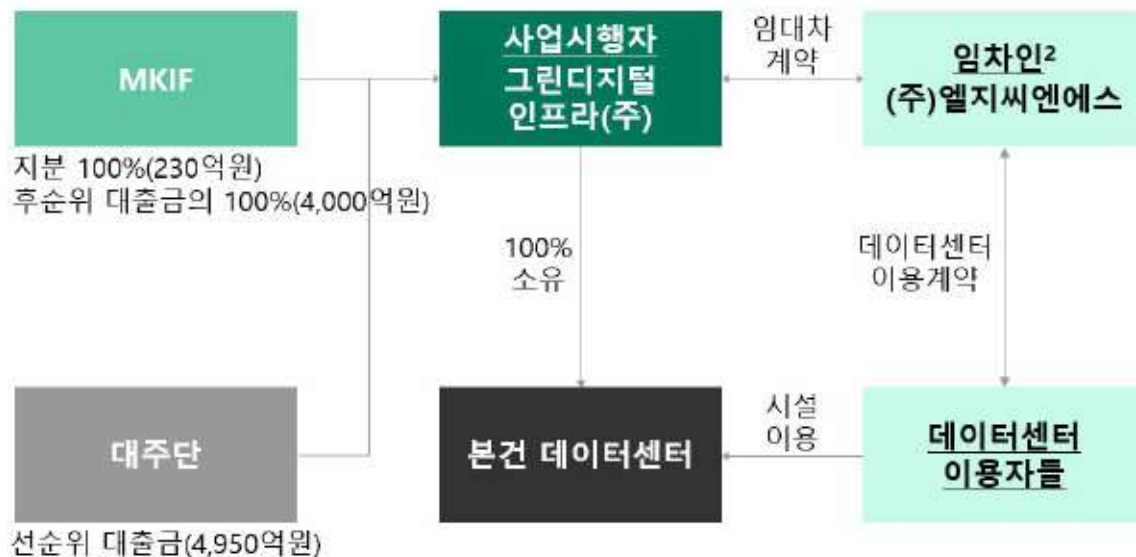 MKIF
지분 100%(230억원)
후순위 대출금의 100%(4,000억원)
사업시행자
그린디지털
인프라(주)
임대차
계약
임차인²
(주)엘지씨엔에스
100%
소유
데이터센터
이용계약
대주단
선순위 대출금(4,950억원)
본건 데이터센터
시설
이용
데이터센터
이용자들